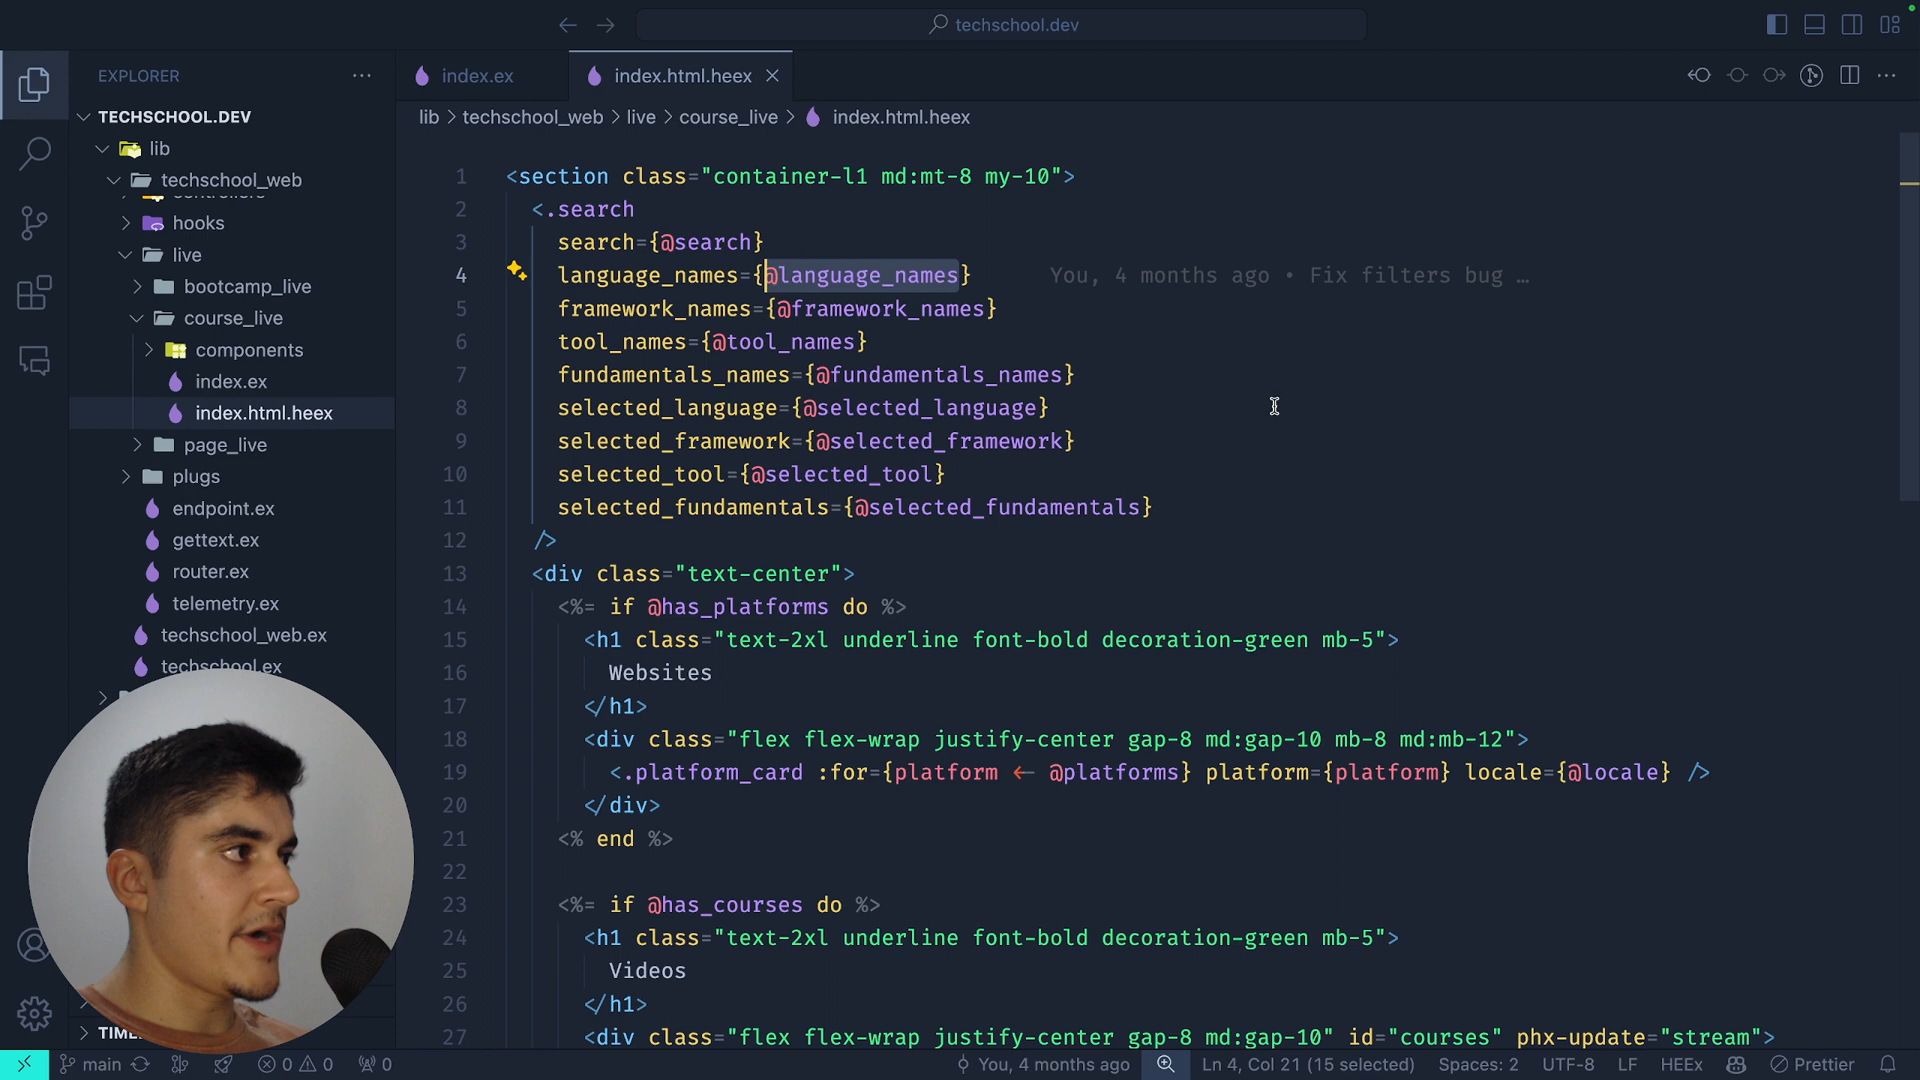 techschool.dev
EXPLORER
index.ex
index.html.heex
TECHSCHOOL.DEV
lib > techschool_web > live > course_live > index.html.heex
lib
techschool_web
hooks
live
bootcamp_live
course_live
components
index.ex
index.html.heex
page_live
plugs
endpoint.ex
gettext.ex
router.ex
telemetry.ex
techschool_web.ex
techschool.ex
1 <section class="container-l1 md:mt-8 my-10">
2 <.search
3 search={@search}
4 language_names={@language_names} You, 4 months ago • Fix filters bug …
5 framework_names={@framework_names}
6 tool_names={@tool_names}
7 fundamentals_names={@fundamentals_names}
8 selected_language={@selected_language}
9 selected_framework={@selected_framework}
10 selected_tool={@selected_tool}
11 selected_fundamentals={@selected_fundamentals}
12 />
13 <div class="text-center">
14 <%= if @has_platforms do %>
15 <h1 class="text-2xl underline font-bold decoration-green mb-5">
16 Websites
17 </h1>
18 <div class="flex flex-wrap justify-center gap-8 md:gap-10 mb-8 md:mb-12">
19 <.platform_card :for={platform <- @platforms} platform={platform} locale={@locale} />
20 </div>
21 <% end %>
22
23 <%= if @has_courses do %>
24 <h1 class="text-2xl underline font-bold decoration-green mb-5">
25 Videos
26 </h1>
27 <div class="flex flex-wrap justify-center gap-8 md:gap-10" id="courses" phx-update="stream">
main
0
0
0
You, 4 months ago
Ln 4, Col 21 (15 selected)
Spaces: 2
UTF-8
LF
HEEx
Prettier